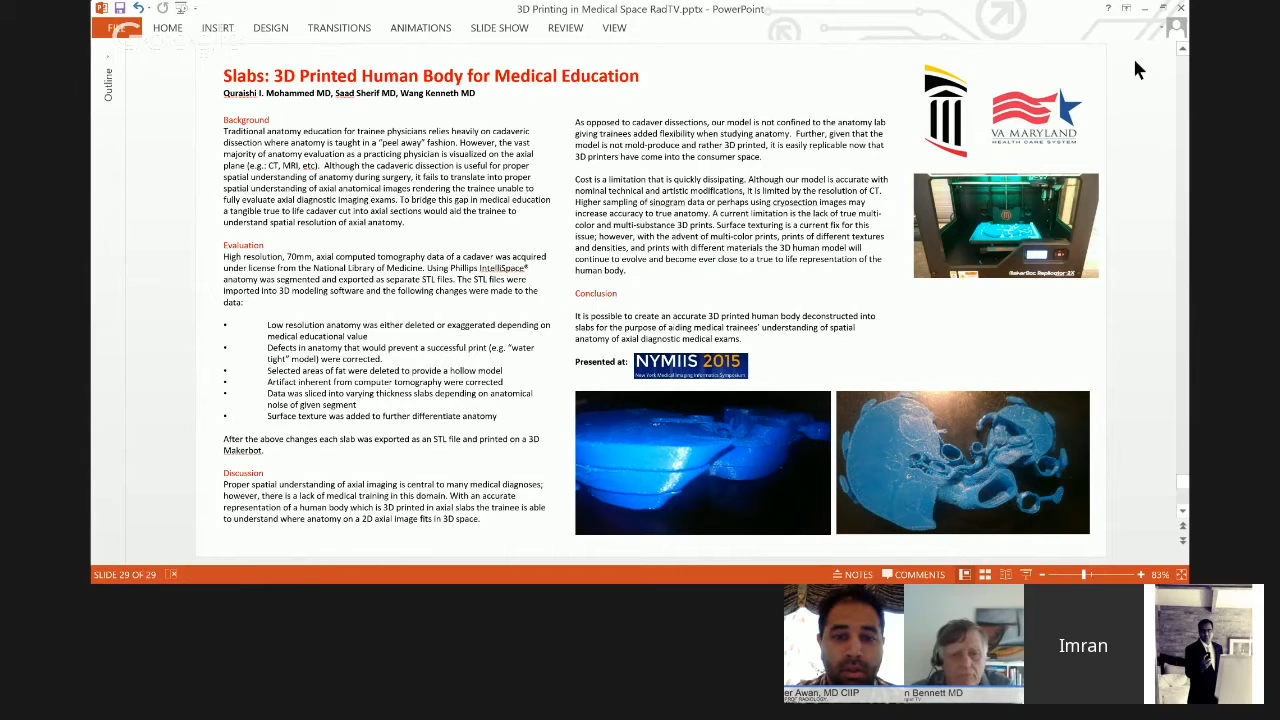 3D Printing in Medical Space RadTV.pptx - PowerPoint
FILE HOME INSERT DESIGN TRANSITIONS ANIMATIONS SLIDE SHOW REVIEW VIEW
Google
Outline
Slabs: 3D Printed Human Body for Medical Education
Quraishi I. Mohammed MD, Saad Sherif MD, Wang Kenneth MD
Background
Traditional anatomy education for trainee physicians relies heavily on cadaveric
dissection where anatomy is taught in a “peel away” fashion. However, the vast
majority of anatomy evaluation as a practicing physician is visualized on the axial
plane (e.g.: CT, MRI, etc). Although the cadaveric dissection is useful for proper
spatial understanding of anatomy during surgery, it fails to translate into proper
spatial understanding of axial anatomical images rendering the trainee unable to
fully evaluate axial diagnostic imaging exams. To bridge this gap in medical education
a tangible true to life cadaver cut into axial sections would aid the trainee to
understand spatial resolution of axial anatomy.
Evaluation
High resolution, 70mm, axial computed tomography data of a cadaver was acquired
under license from the National Library of Medicine. Using Phillips IntelliSpace®
anatomy was segmented and exported as separate STL files. The STL files were
imported into 3D modeling software and the following changes were made to the
data:
• Low resolution anatomy was either deleted or exaggerated depending on
medical educational value
• Defects in anatomy that would prevent a successful print (e.g. “water
tight” model) were corrected.
• Selected areas of fat were deleted to provide a hollow model
• Artifact inherent from computer tomography were corrected
• Data was sliced into varying thickness slabs depending on anatomical
noise of given segment
• Surface texture was added to further differentiate anatomy
After the above changes each slab was exported as an STL file and printed on a 3D
Makerbot.
Discussion
Proper spatial understanding of axial imaging is central to many medical diagnoses;
however, there is a lack of medical training in this domain. With an accurate
representation of a human body which is 3D printed in axial slabs the trainee is able
to understand where anatomy on a 2D axial image fits in 3D space.
As opposed to cadaver dissections, our model is not confined to the anatomy lab
giving trainees added flexibility when studying anatomy. Further, given that the
model is not mold-produce and rather 3D printed, it is easily replicable now that
3D printers have come into the consumer space.
Cost is a limitation that is quickly dissipating. Although our model is accurate with
nominal technical and artistic modifications, it is limited by the resolution of CT.
Higher sampling of sinogram data or perhaps using cryosection images may
increase accuracy to true anatomy. A current limitation is the lack of true multi-
color and multi-substance 3D prints. Surface texturing is a current fix for this
issue; however, with the advent of multi-color prints, prints of different textures
and densities, and prints with different materials the 3D human model will
continue to evolve and become ever close to a true to life representation of the
human body.
Conclusion
It is possible to create an accurate 3D printed human body deconstructed into
slabs for the purpose of aiding medical trainees’ understanding of spatial
anatomy of axial diagnostic medical exams.
Presented at:
NYMIIS 2015
New York Medical Imaging Informatics Symposium
VA MARYLAND
HEALTH CARE SYSTEM
MakerBot Replicator 2X
SLIDE 29 OF 29
NOTES COMMENTS 83%
er Awan, MD CIIP
n Bennett MD
Imran